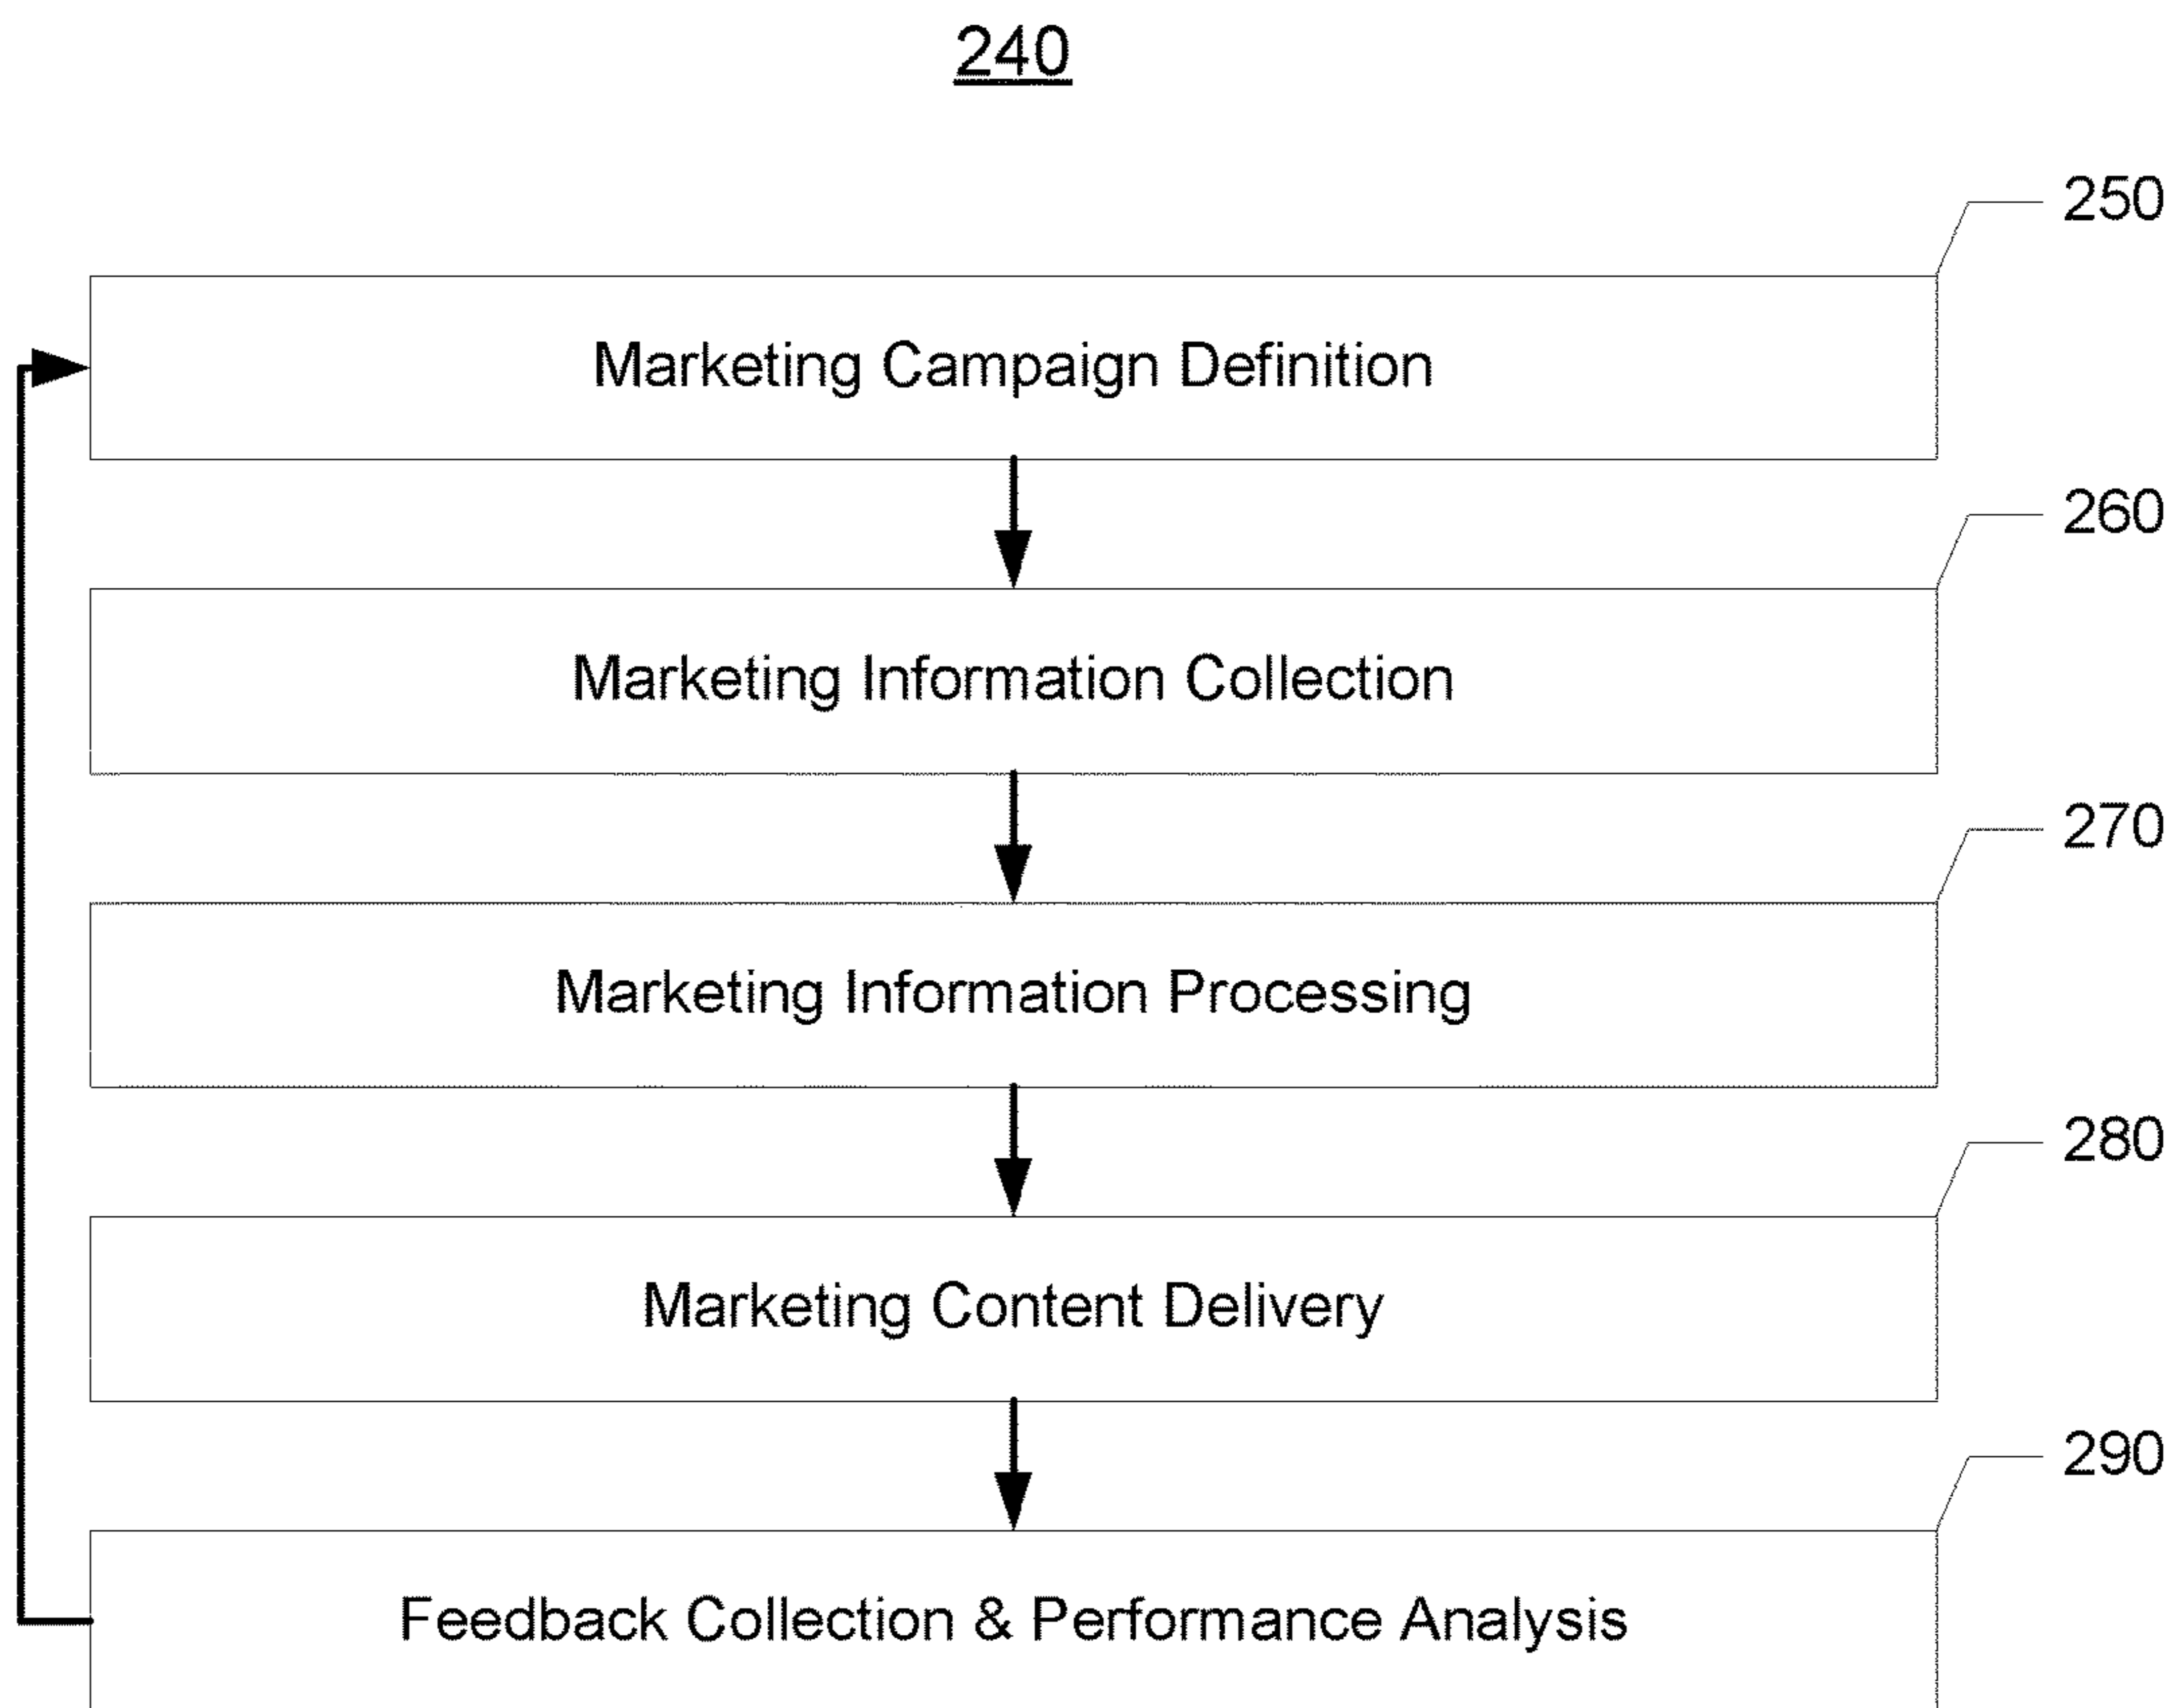 240
250
Marketing Campaign Definition
260
Marketing Information Collection
270
Marketing Information Processing
280
Marketing Content Delivery
290
Feedback Collection & Performance Analysis